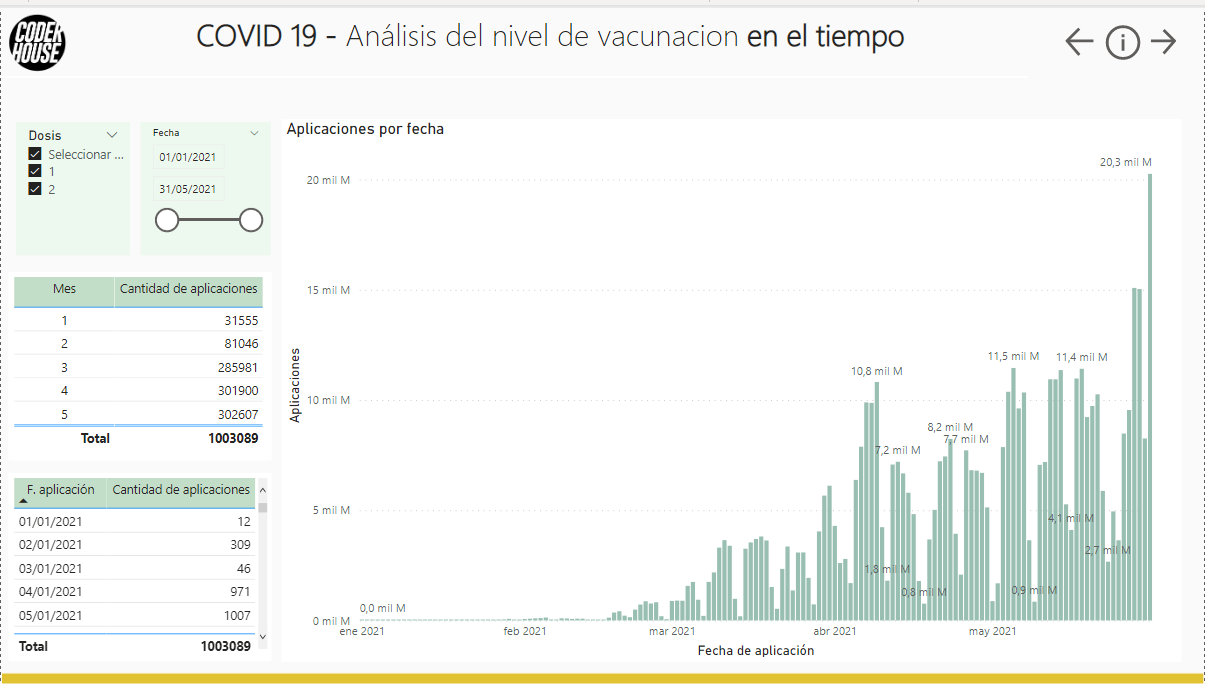 CODER
HOUSE
COVID 19 - Análisis del nivel de vacunacion en el tiempo
Dosis
Seleccionar ...
1
2
Fecha
01/01/2021
31/05/2021
Mes Cantidad de aplicaciones
1 31555
2 81046
3 285981
4 301900
5 302607
Total 1003089
F. aplicación Cantidad de aplicaciones
01/01/2021 12
02/01/2021 309
03/01/2021 46
04/01/2021 971
05/01/2021 1007
Total 1003089
Aplicaciones por fecha
20,3 mil M
20 mil M
15 mil M
11,5 mil M 11,4 mil M
10,8 mil M
10 mil M
8,2 mil M
7,7 mil M
7,2 mil M
5 mil M
4,1 mil M
2,7 mil M
1,8 mil M
0,9 mil M
0,8 mil M
0,0 mil M
0 mil M
ene 2021 feb 2021 mar 2021 abr 2021 may 2021
Aplicaciones
Fecha de aplicación